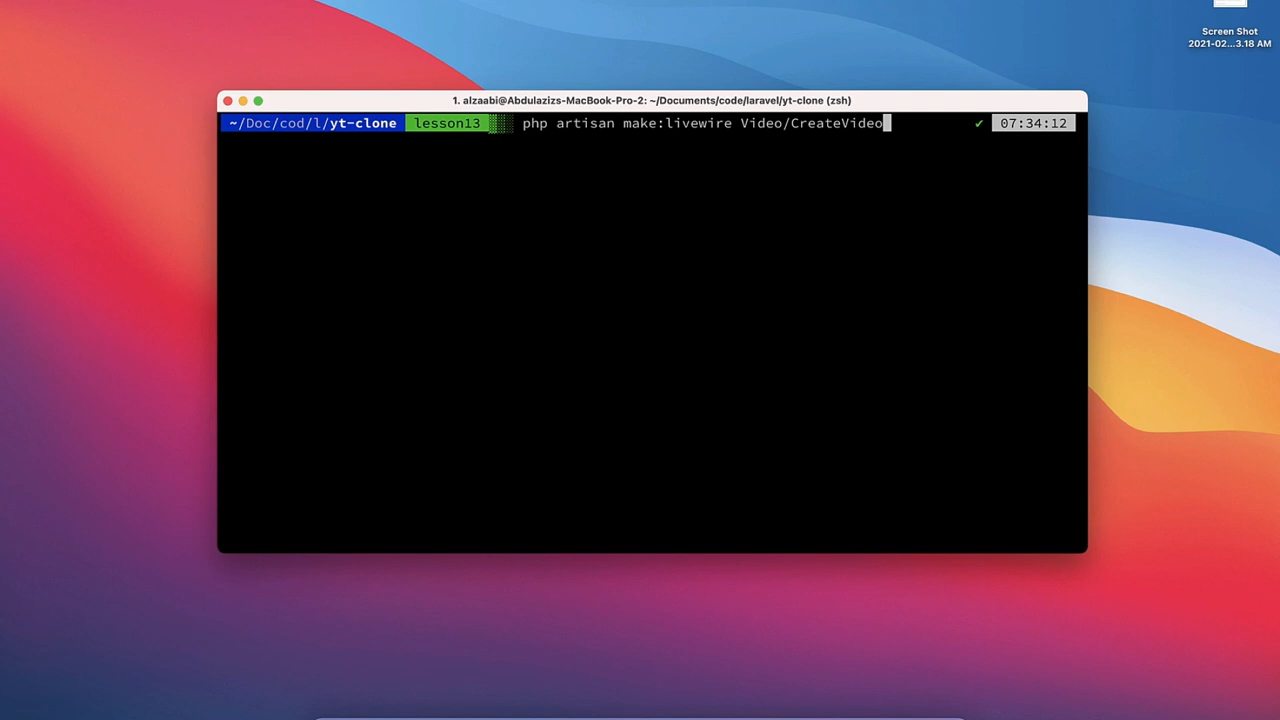 Screen Shot
2021-02...3.18 AM
1. alzaabi@Abdulazizs-MacBook-Pro-2: ~/Documents/code/laravel/yt-clone (zsh)
~/Doc/cod/l/yt-clone lesson13 php artisan make:livewire Video/CreateVideo ✔ 07:34:12